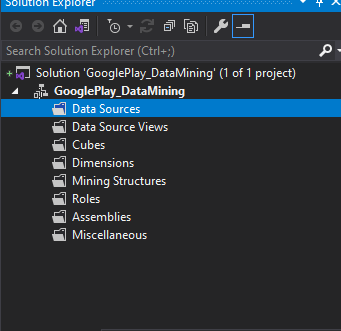 Solution Explorer
Search Solution Explorer (Ctrl+;)
Solution 'GooglePlay_DataMining' (1 of 1 project)
GooglePlay_DataMining
Data Sources
Data Source Views
Cubes
Dimensions
Mining Structures
Roles
Assemblies
Miscellaneous